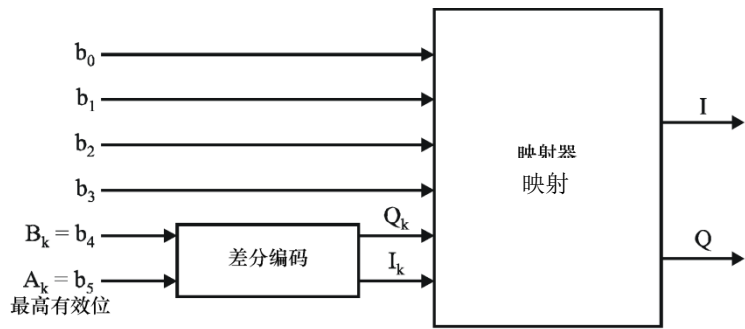 b₀
b₁
b₂
b₃
Bₖ = b₄
Aₖ = b₅
最高有效位
差分编码
Qₖ
Iₖ
映射器
映射
I
Q